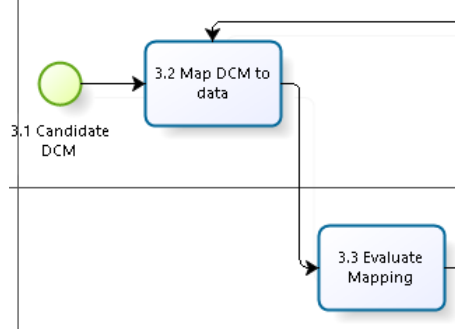 3.2 Map DCM to
data
3.1 Candidate
DCM
3.3 Evaluate
Mapping